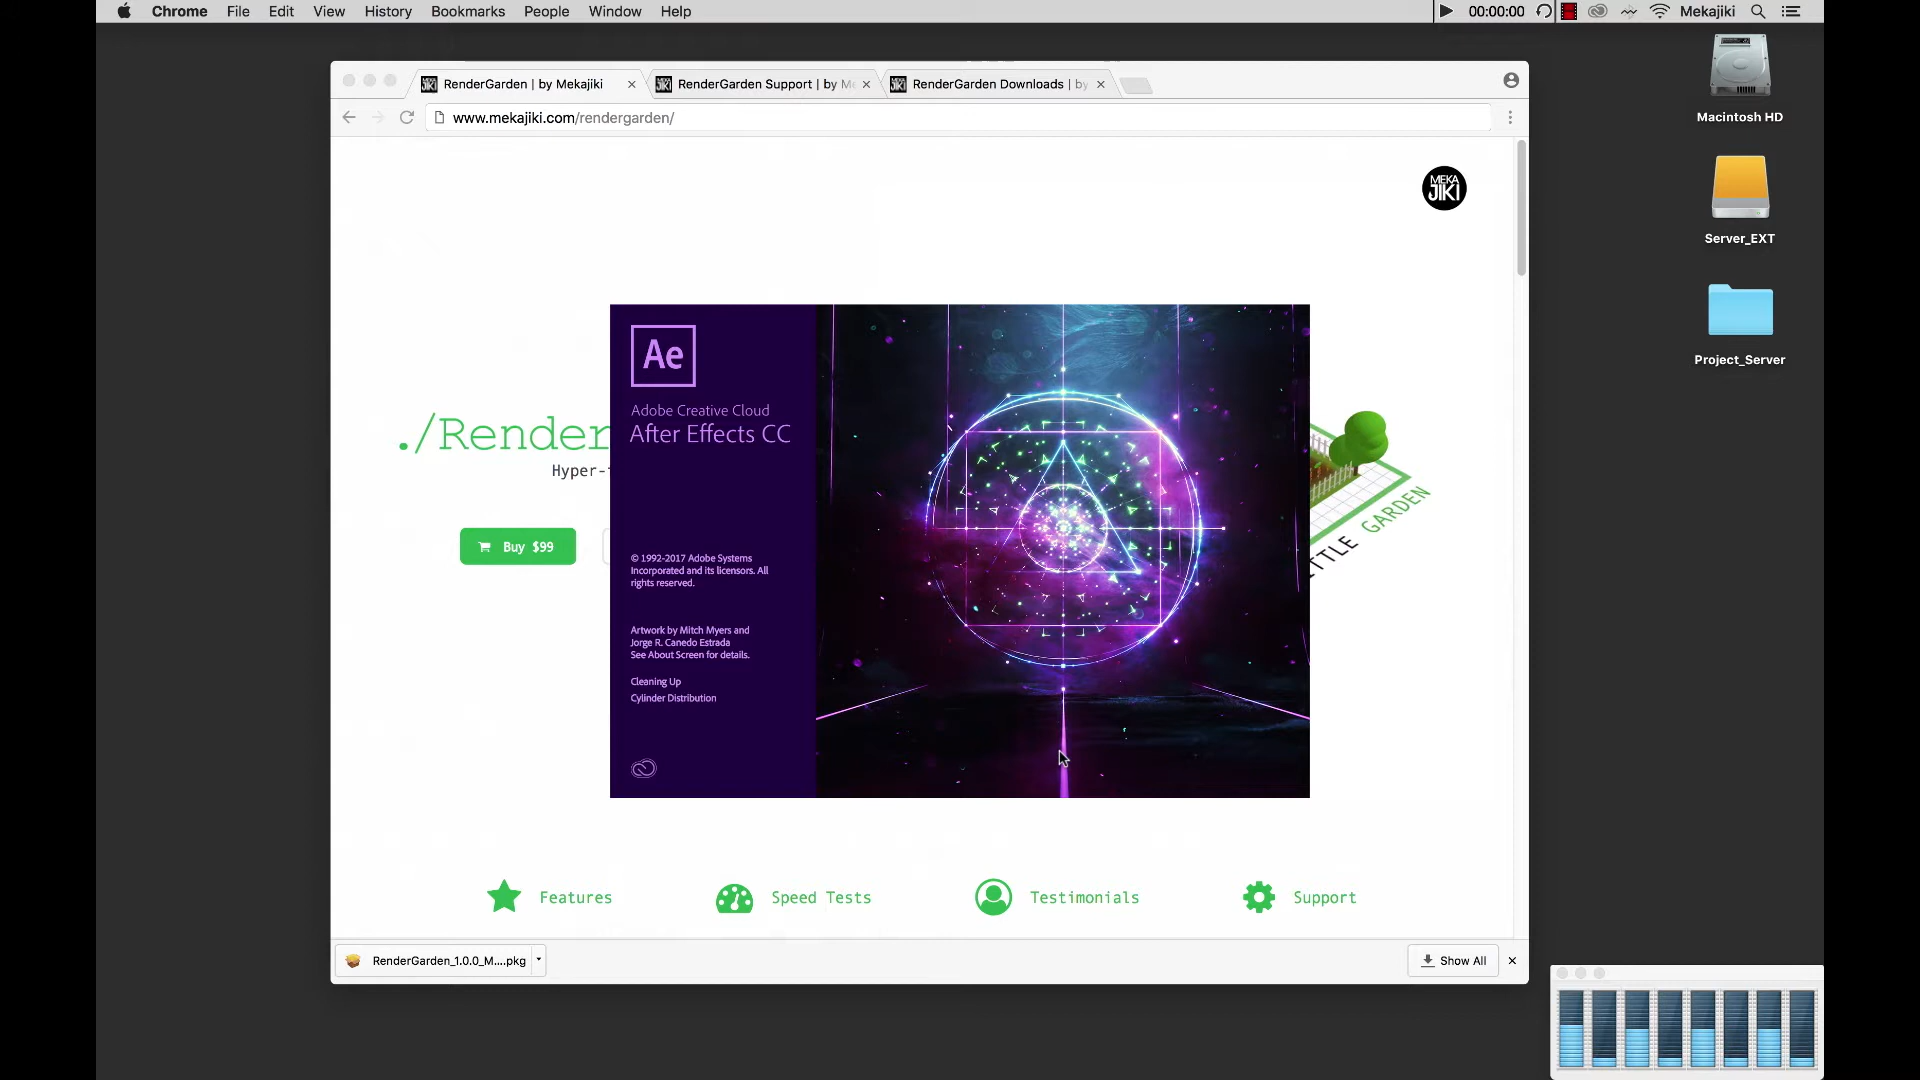 Chrome File Edit View History Bookmarks People Window Help
00:00:00 Mekajiki
Macintosh HD
Server_EXT
Project_Server
RenderGarden | by Mekajiki
RenderGarden Support | by Me
RenderGarden Downloads | by
www.mekajiki.com/rendergarden/
MEKA
JIKI
./Render
Hyper-
Buy $99
LITTLE GARDEN
Ae
Adobe Creative Cloud
After Effects CC
© 1992-2017 Adobe Systems
Incorporated and its licensors. All
rights reserved.
Artwork by Mitch Myers and
Jorge R. Canedo Estrada
See About Screen for details.
Cleaning Up
Cylinder Distribution
Features
Speed Tests
Testimonials
Support
RenderGarden_1.0.0_M....pkg
Show All